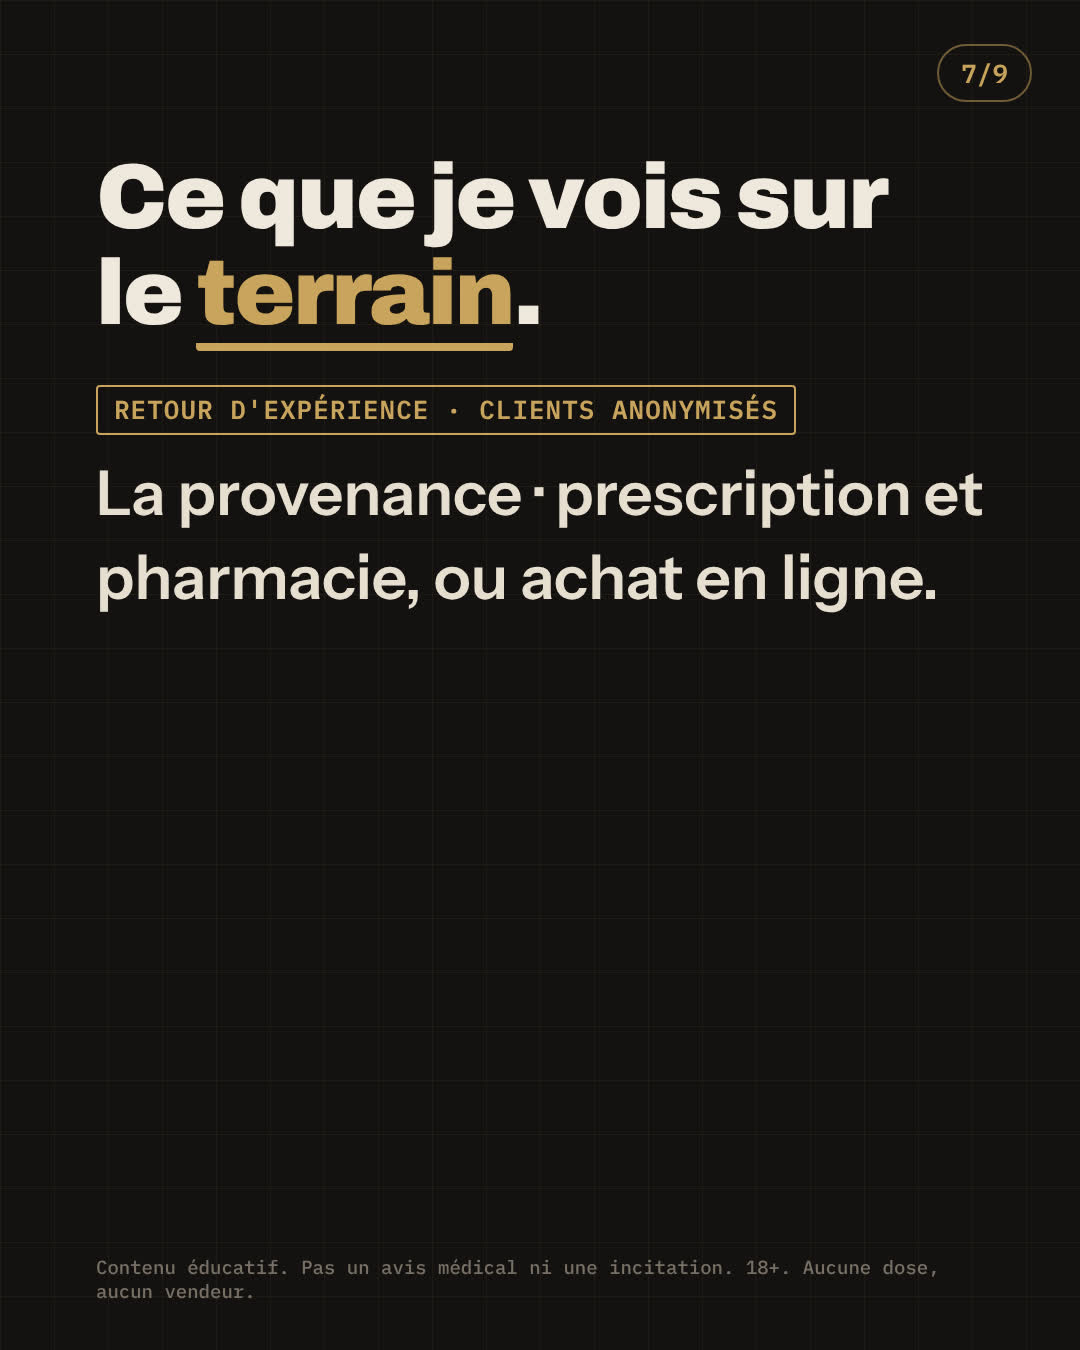 7/9
Ce que je vois sur
le terrain.
RETOUR D'EXPÉRIENCE · CLIENTS ANONYMISÉS
La provenance · prescription et
pharmacie, ou achat en ligne.
Contenu éducatif. Pas un avis médical ni une incitation. 18+. Aucune dose,
aucun vendeur.